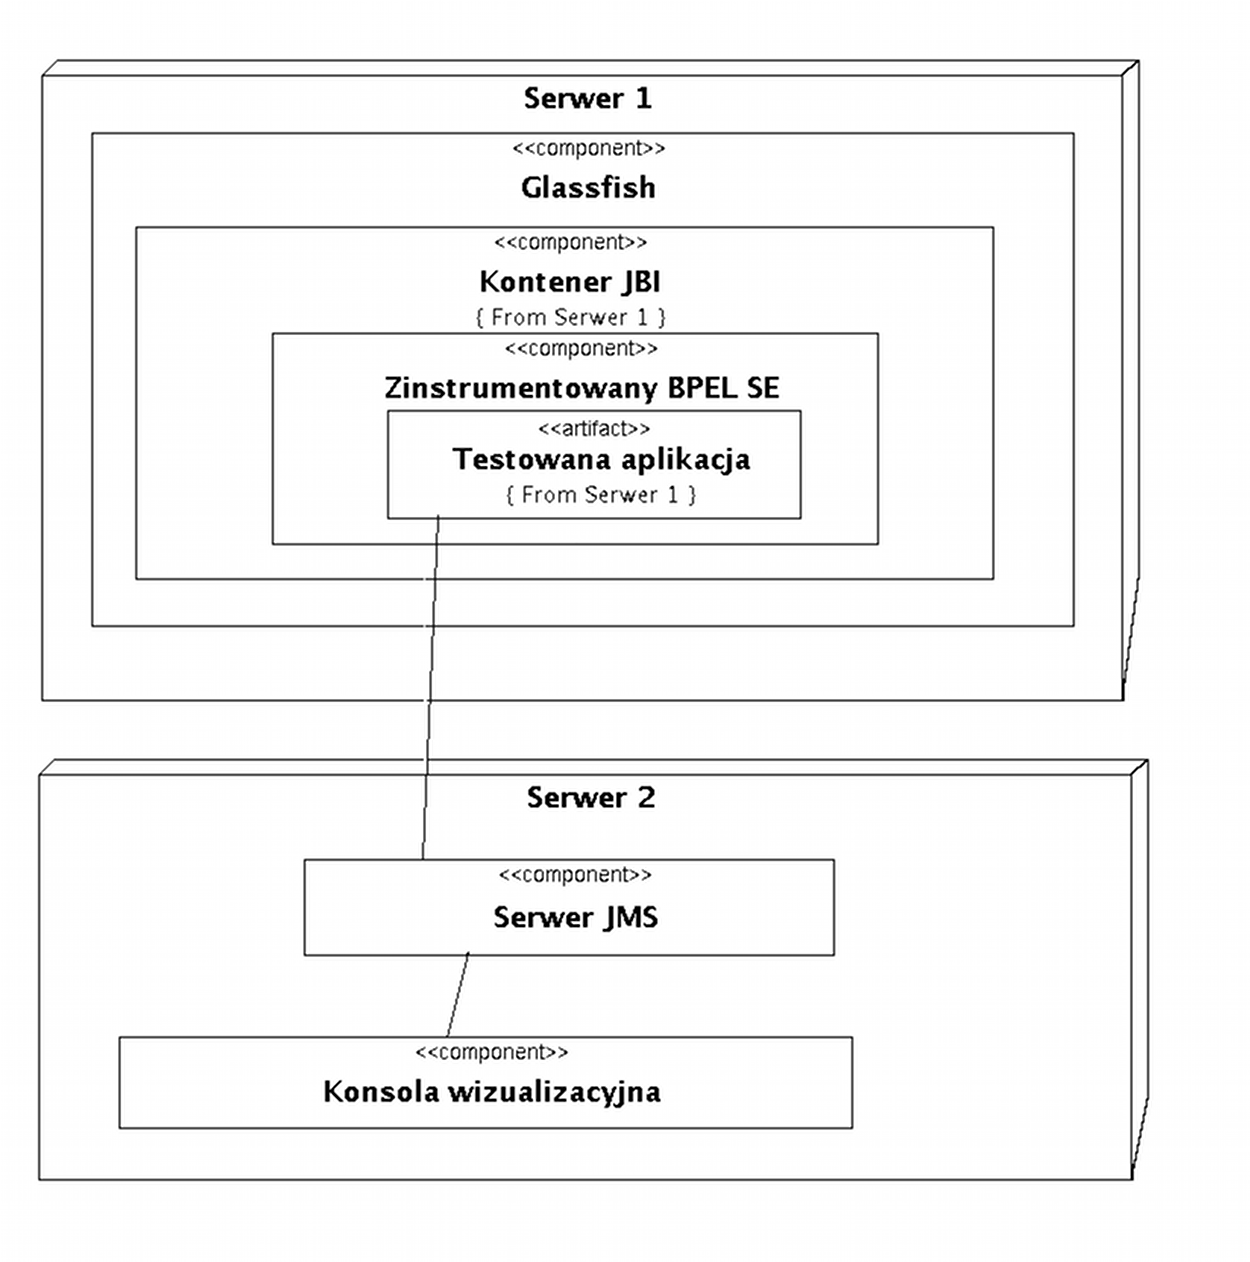 Serwer 1
<<component>>
Glassfish
<<component>>
Kontener JBI
{ From Serwer 1 }
<<component>>
Zinstrumentowany BPEL SE
<<artifact>>
Testowana aplikacja
{ From Serwer 1 }
Serwer 2
<<component>>
Serwer JMS
<<component>>
Konsola wizualizacyjna